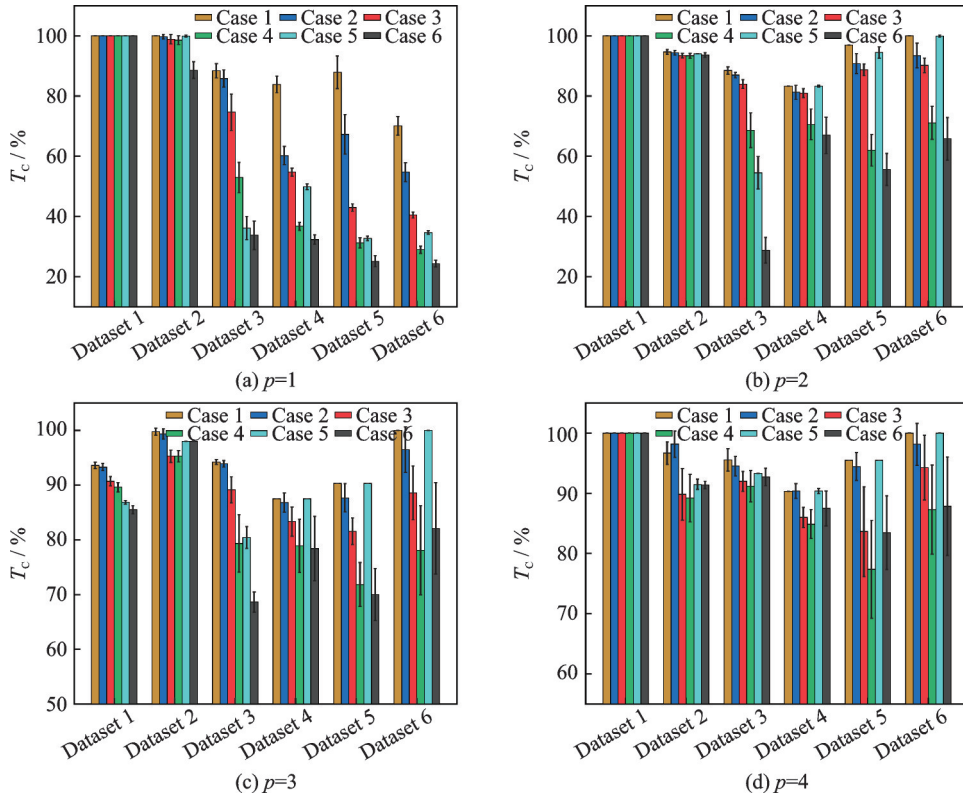 Case 1 Case 2 Case 3
Case 4 Case 5 Case 6
100
80
60
40
20
T_c / %
Dataset 1
Dataset 2
Dataset 3
Dataset 4
Dataset 5
Dataset 6
(a) p=1
Case 1 Case 2 Case 3
Case 4 Case 5 Case 6
100
80
60
40
20
T_c / %
Dataset 1
Dataset 2
Dataset 3
Dataset 4
Dataset 5
Dataset 6
(b) p=2
Case 1 Case 2 Case 3
Case 4 Case 5 Case 6
100
90
80
70
60
50
T_c / %
Dataset 1
Dataset 2
Dataset 3
Dataset 4
Dataset 5
Dataset 6
(c) p=3
Case 1 Case 2 Case 3
Case 4 Case 5 Case 6
100
90
80
70
60
T_c / %
Dataset 1
Dataset 2
Dataset 3
Dataset 4
Dataset 5
Dataset 6
(d) p=4